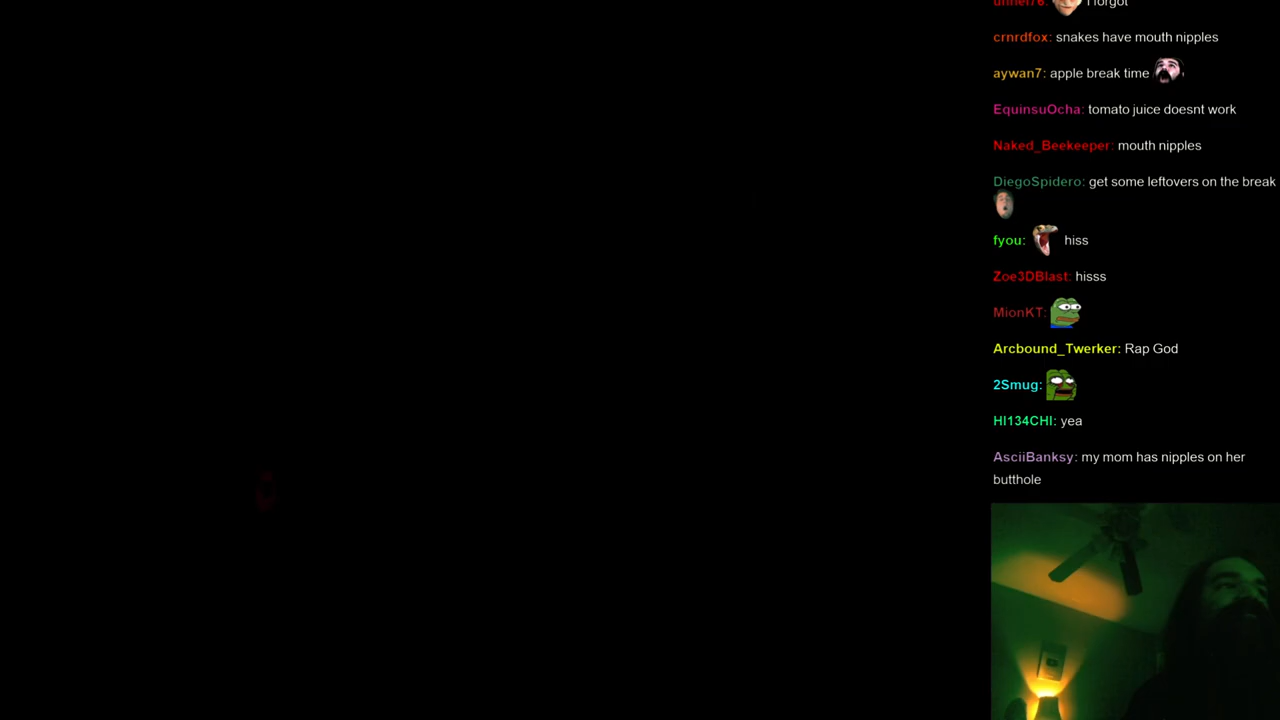 I forgot
crnrdfox: snakes have mouth nipples
aywan7: apple break time
EquinsuOcha: tomato juice doesnt work
Naked_Beekeeper: mouth nipples
DiegoSpidero: get some leftovers on the break
fyou: hiss
Zoe3DBlast: hisss
MionKT:
Arcbound_Twerker: Rap God
2Smug:
HI134CHI: yea
AsciiBanksy: my mom has nipples on her
butthole